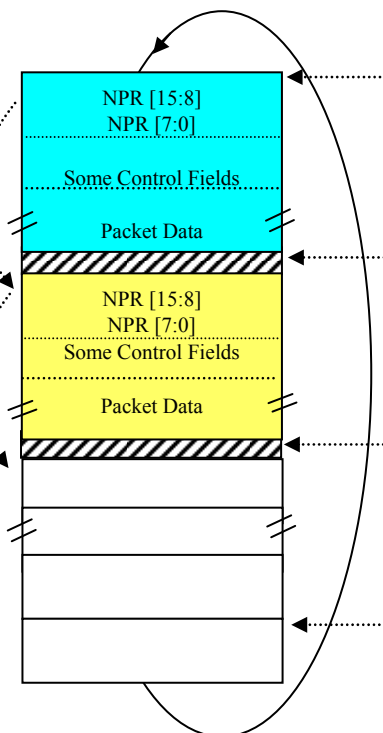 NPR [15:8]
NPR [7:0]
Some Control Fields
Packet Data
NPR [15:8]
NPR [7:0]
Some Control Fields
Packet Data